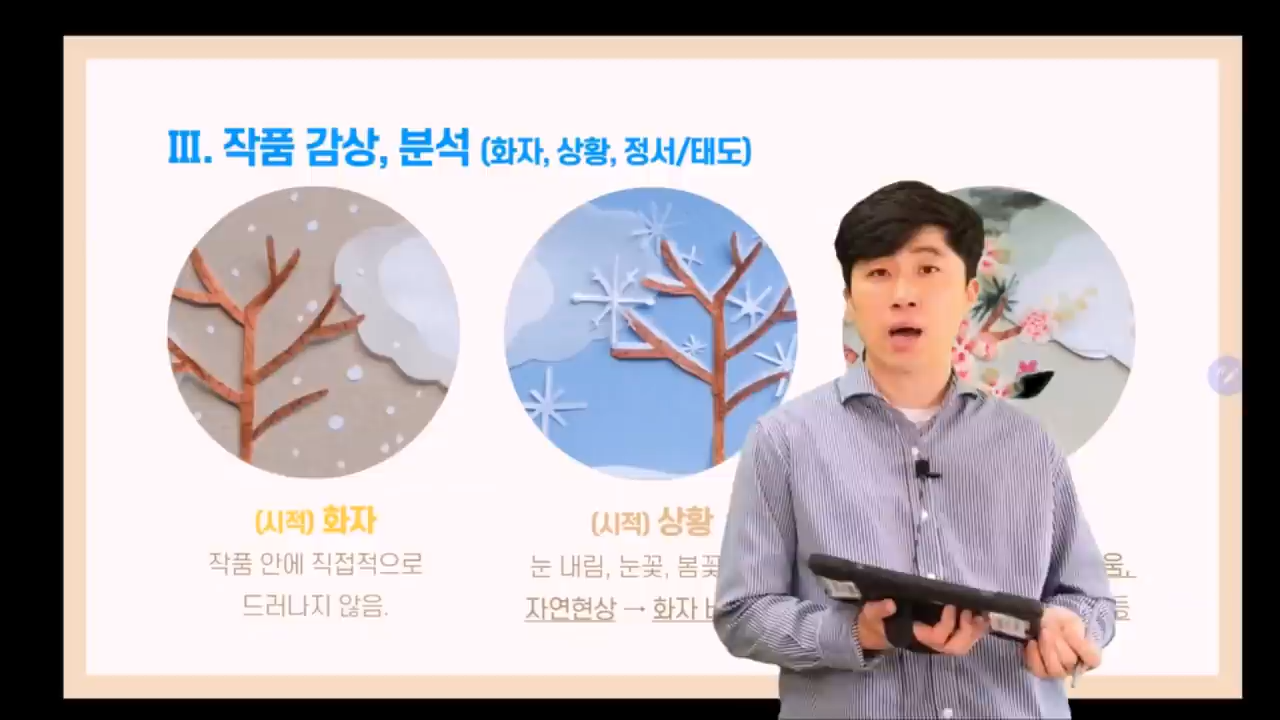 Ⅲ. 작품 감상, 분석 (화자, 상황, 정서/태도)
(시적) 화자
작품 안에 직접적으로
드러나지 않음.
(시적) 상황
눈 내림, 눈꽃, 봄꽃
자연현상 → 화자
움,
등